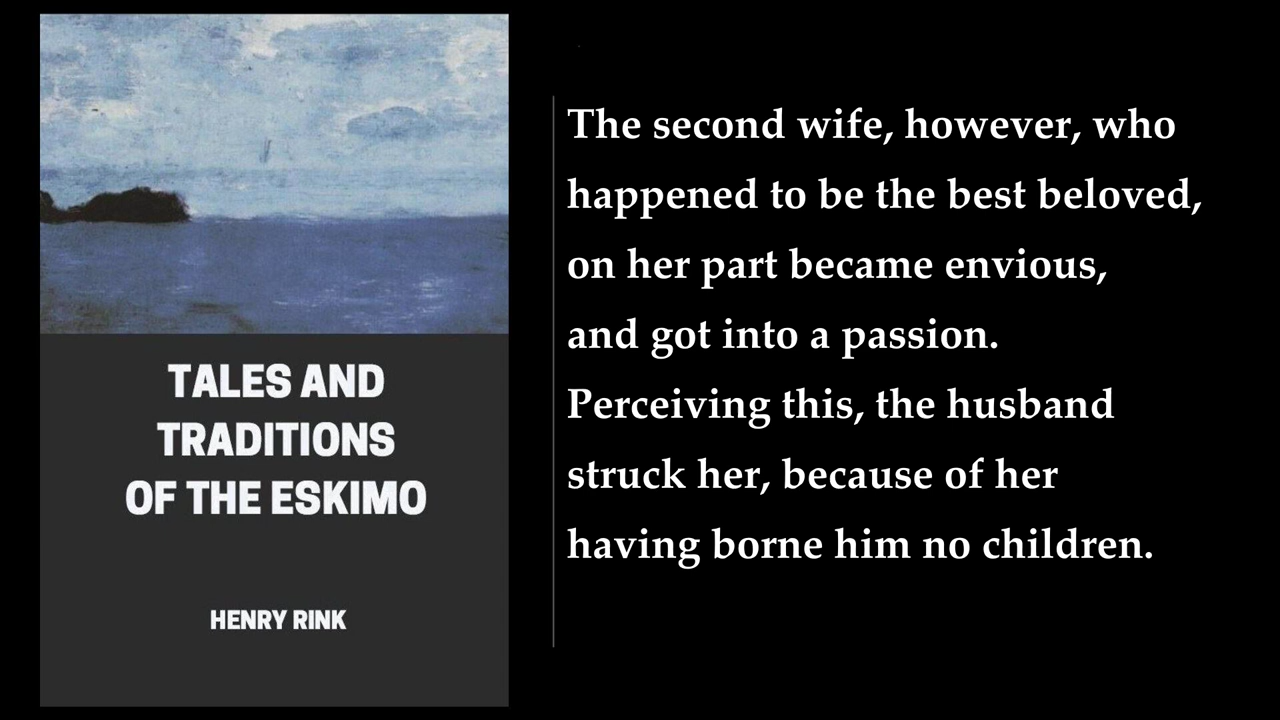 TALES AND
TRADITIONS
OF THE ESKIMO
HENRY RINK
The second wife, however, who
happened to be the best beloved,
on her part became envious,
and got into a passion.
Perceiving this, the husband
struck her, because of her
having borne him no children.